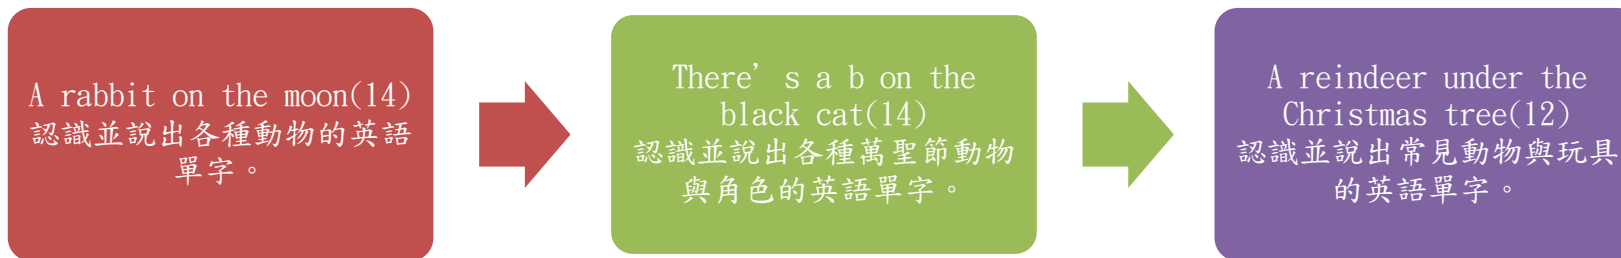 A rabbit on the moon(14)
認識並說出各種動物的英語
單字。
There’s a b on the
black cat(14)
認識並說出各種萬聖節動物
與角色的英語單字。
A reindeer under the
Christmas tree(12)
認識並說出常見動物與玩具
的英語單字。